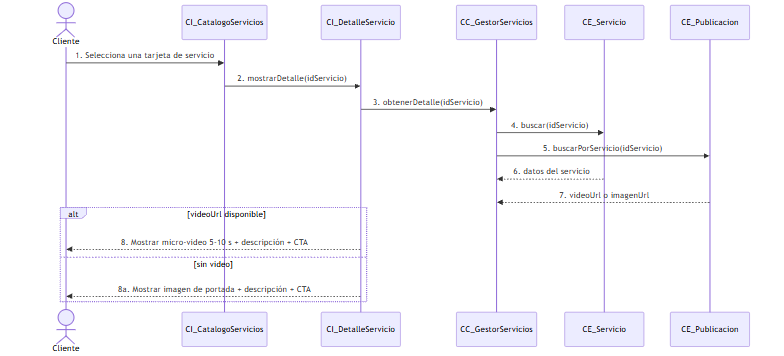 CI_CatalogoServicios
CI_DetalleServicio
CC_GestorServicios
CE_Servicio
CE_Publicacion
Cliente
1. Selecciona una tarjeta de servicio
2. mostrarDetalle(idServicio)
3. obtenerDetalle(idServicio)
4. buscar(idServicio)
5. buscarPorServicio(idServicio)
6. datos del servicio
7. videoUrl o imagenUrl
alt
[videoUrl disponible]
8. Mostrar micro-video 5-10 s + descripción + CTA
[sin video]
8a. Mostrar imagen de portada + descripción + CTA
Cliente
CI_CatalogoServicios
CI_DetalleServicio
CC_GestorServicios
CE_Servicio
CE_Publicacion